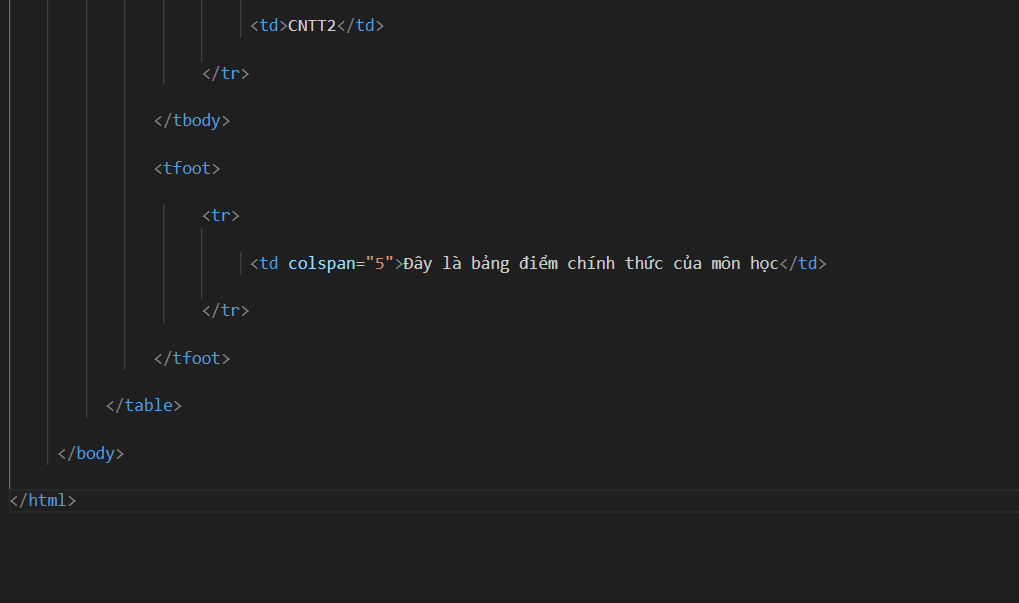 <td>CNTT2</td>
</tr>
</tbody>
<tfoot>
<tr>
<td colspan="5">Đây là bảng điểm chính thức của môn học</td>
</tr>
</tfoot>
</table>
</body>
</html>